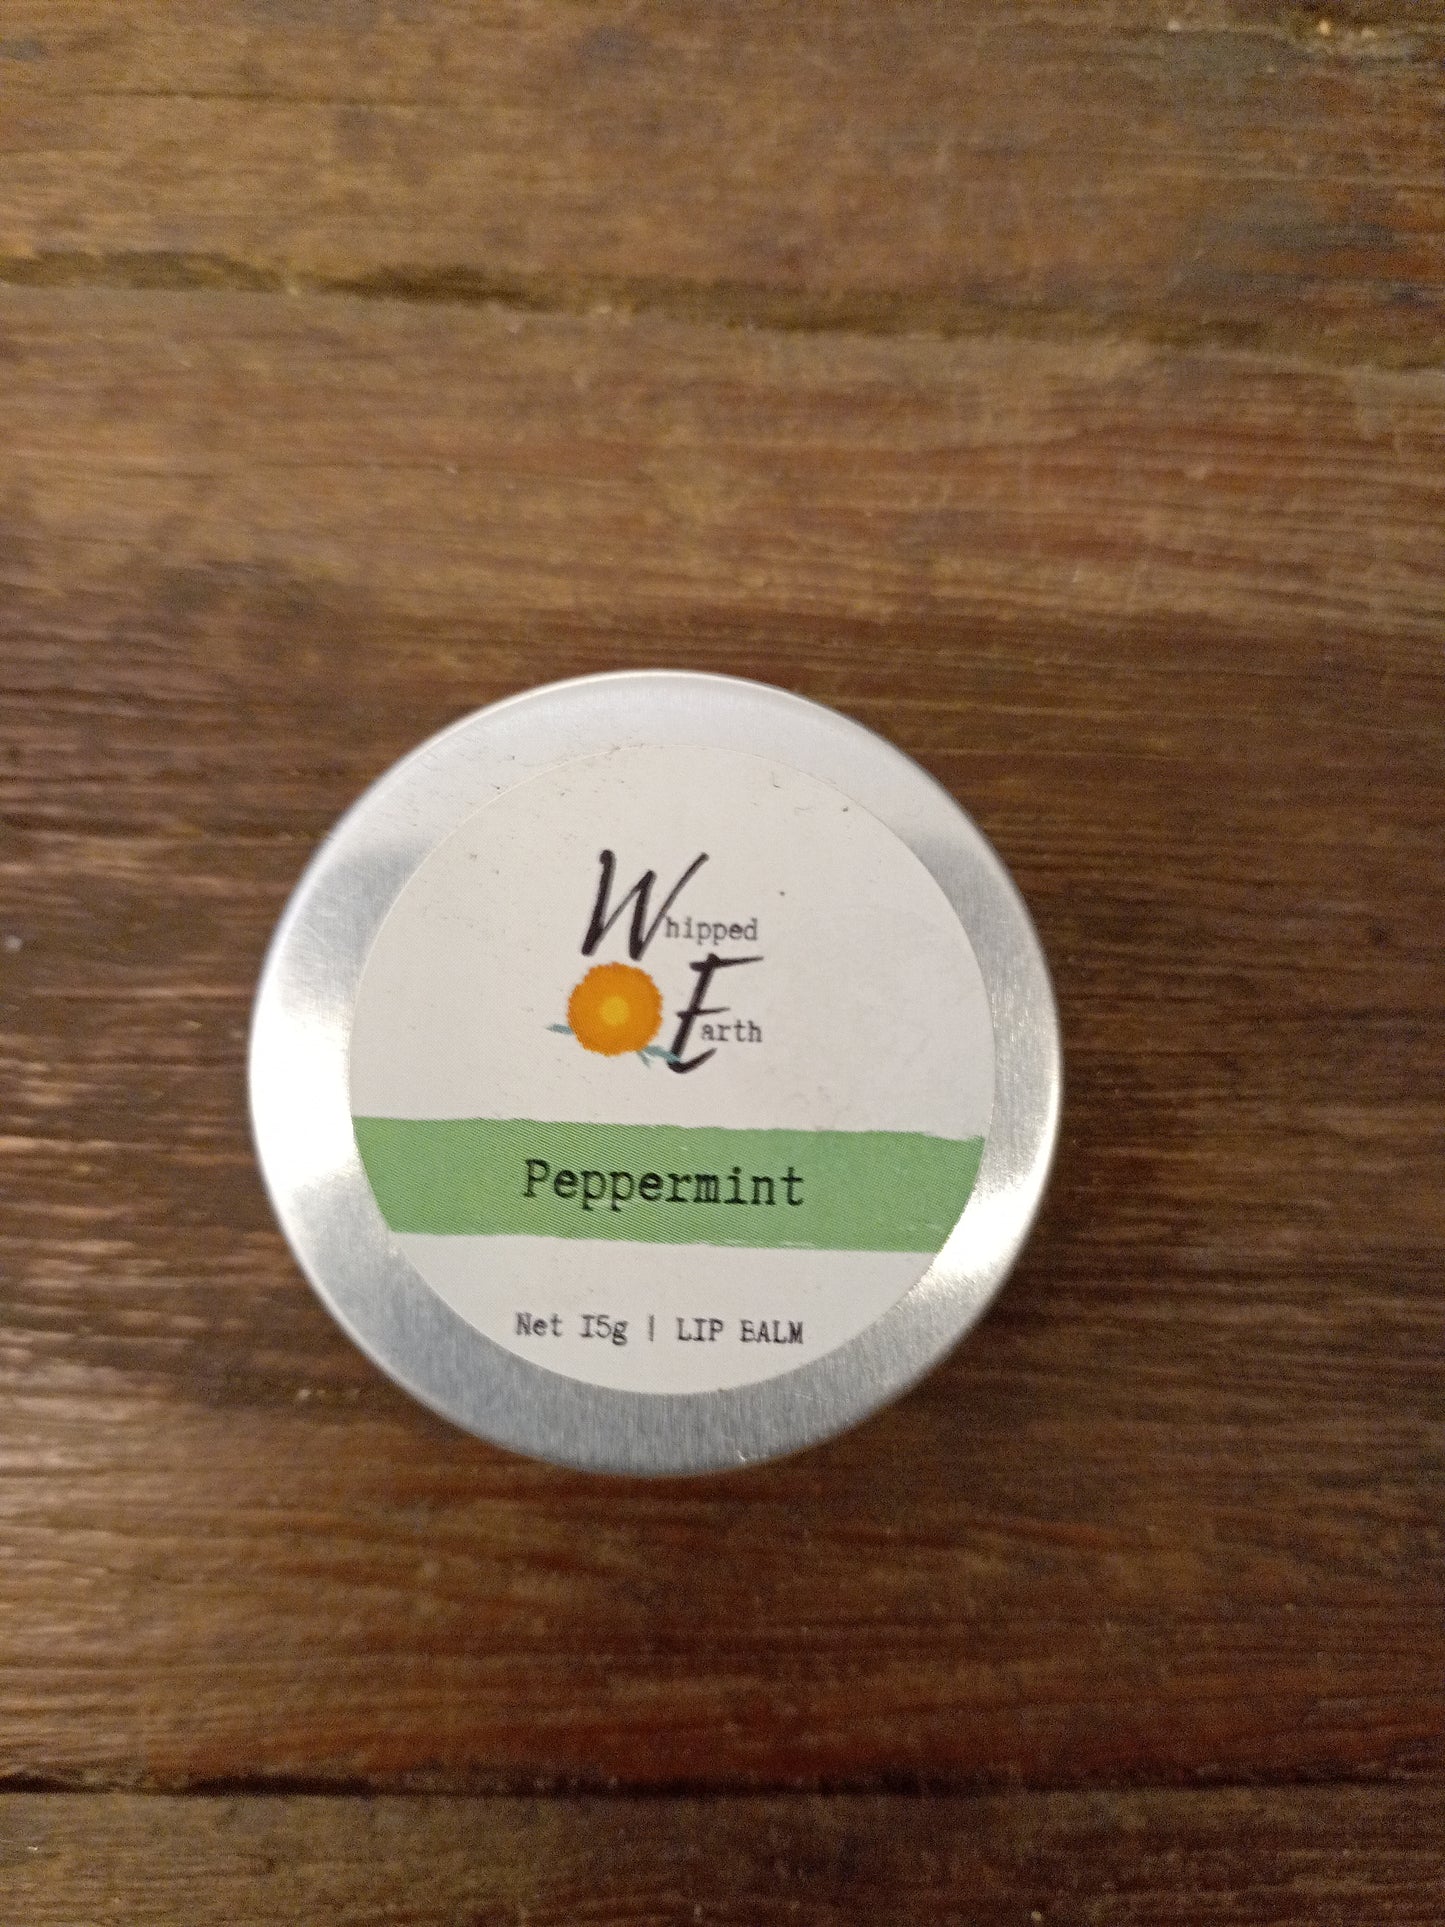 Whipped
Earth
Peppermint
Net 15g | LIP BALM